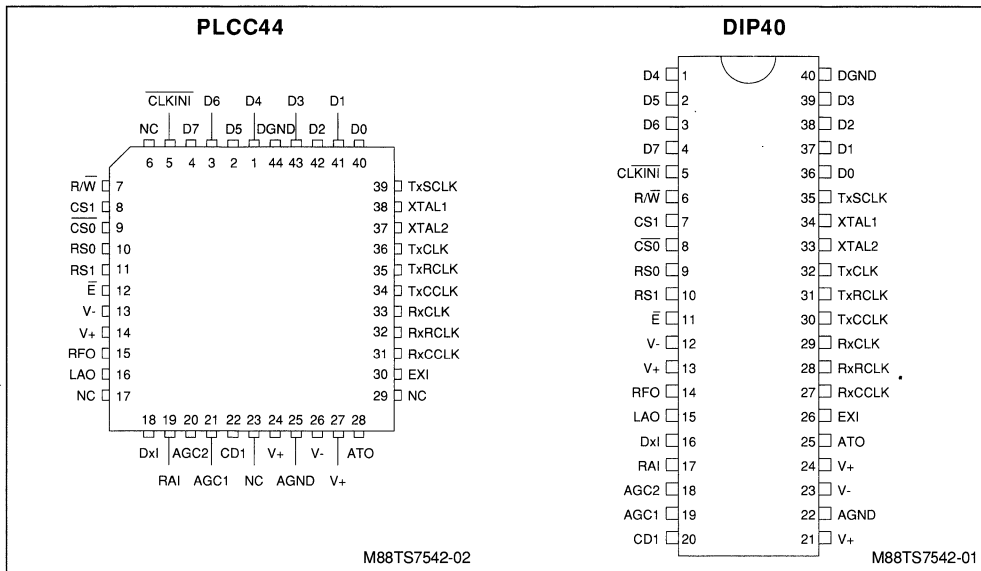 PLCC44
DIP40
CLKINI D6 D4 D3 D1
NC D7 D5 DGND D2 D0
6 5 4 3 2 1 44 43 42 41 40
R/W 7
CS1 8
CS0 9
RS0 10
RS1 11
E 12
V- 13
V+ 14
RFO 15
LAO 16
NC 17
39 TxSCLK
38 XTAL1
37 XTAL2
36 TxCLK
35 TxRCLK
34 TxCCLK
33 RxCLK
32 RxRCLK
31 RxCCLK
30 EXI
29 NC
18 19 20 21 22 23 24 25 26 27 28
DxI AGC2 CD1 V+ V- ATO
RAI AGC1 NC AGND V+
M88TS7542-02
D4 1 40 DGND
D5 2 39 D3
D6 3 38 D2
D7 4 37 D1
CLKINI 5 36 D0
R/W 6 35 TxSCLK
CS1 7 34 XTAL1
CS0 8 33 XTAL2
RS0 9 32 TxCLK
RS1 10 31 TxRCLK
E 11 30 TxCCLK
V- 12 29 RxCLK
V+ 13 28 RxRCLK
RFO 14 27 RxCCLK
LAO 15 26 EXI
DxI 16 25 ATO
RAI 17 24 V+
AGC2 18 23 V-
AGC1 19 22 AGND
CD1 20 21 V+
M88TS7542-01